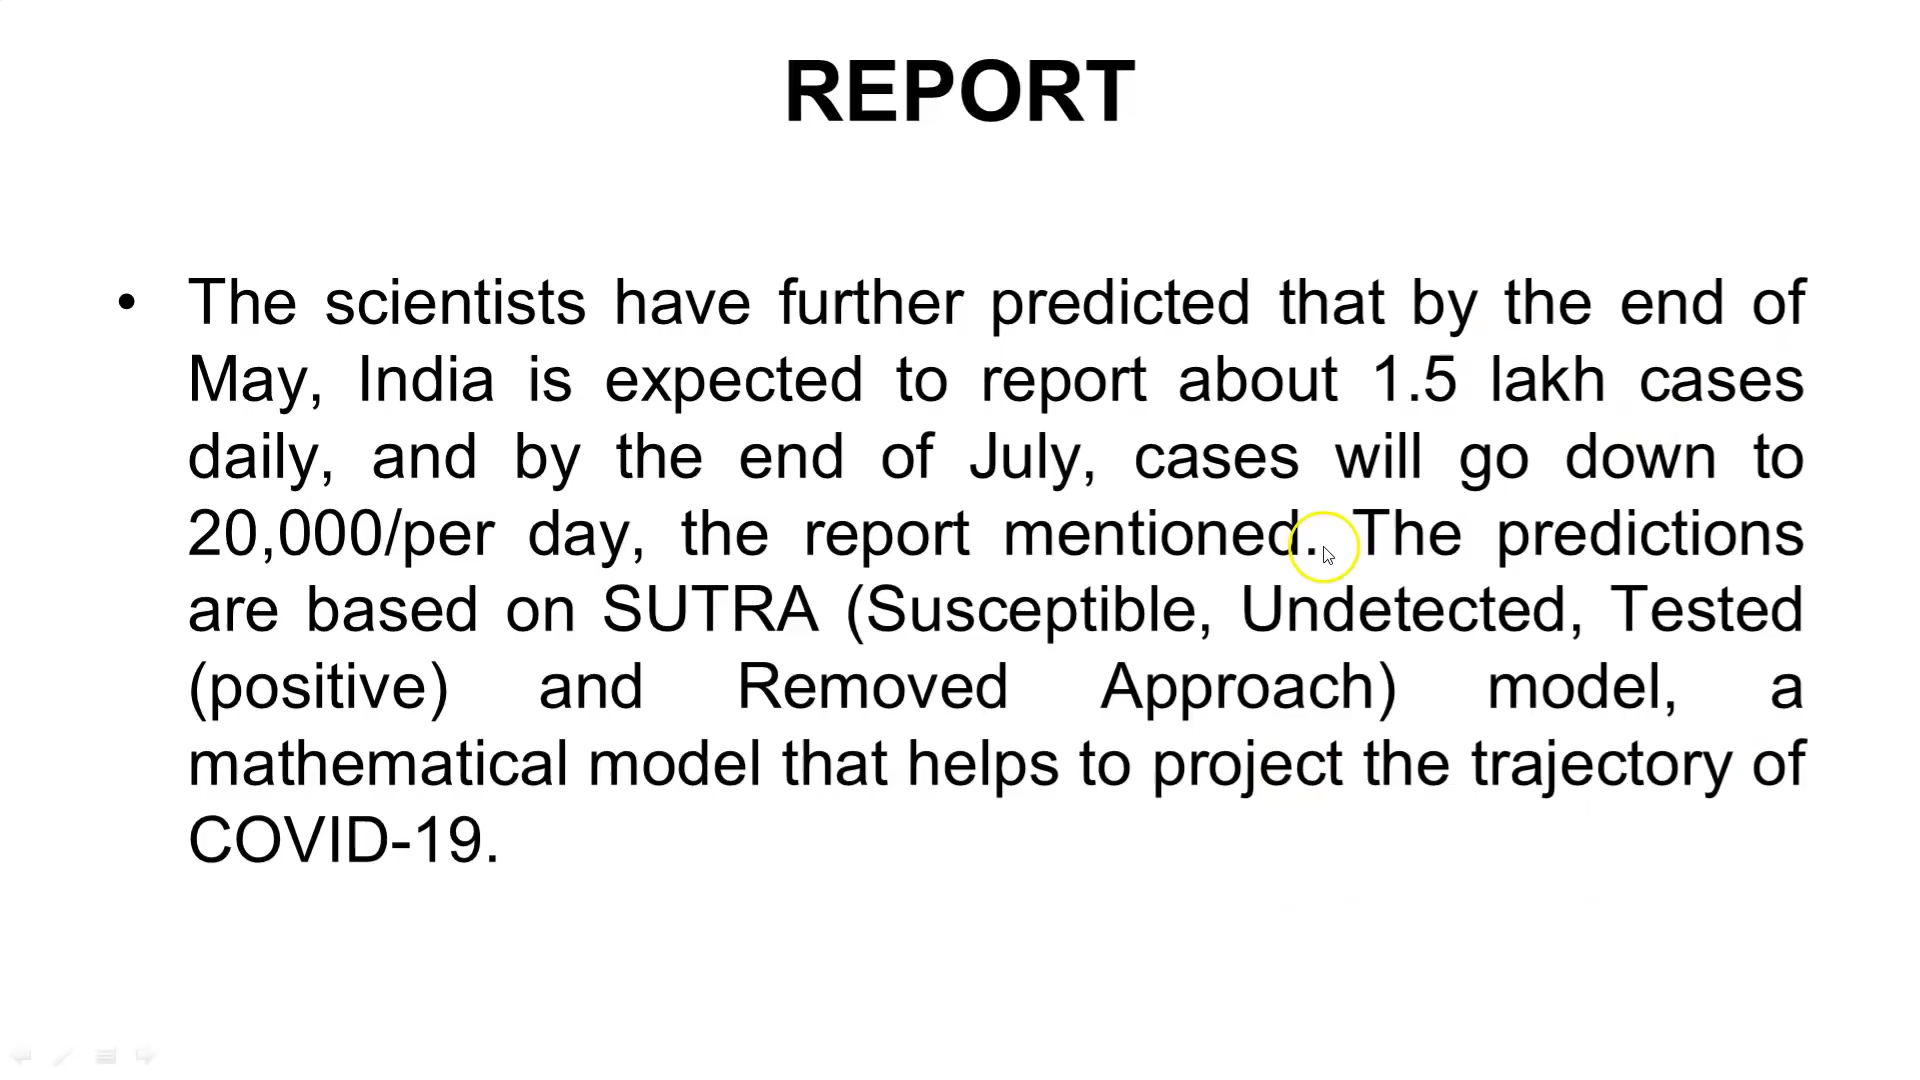 REPORT
• The scientists have further predicted that by the end of
May, India is expected to report about 1.5 lakh cases
daily, and by the end of July, cases will go down to
20,000/per day, the report mentioned. The predictions
are based on SUTRA (Susceptible, Undetected, Tested
(positive) and Removed Approach) model, a
mathematical model that helps to project the trajectory of
COVID-19.